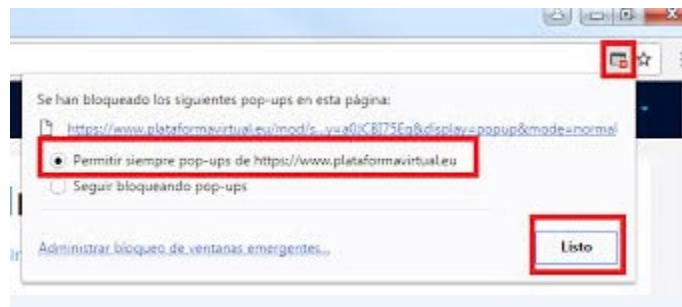 Se han bloqueado los siguientes pop-ups en esta página:
https://www.plataformavirtual.eu/mod/s...y=a0JCBI75Eq&display=popup&mode=normal
Permitir siempre pop-ups de https://www.plataformavirtual.eu
Seguir bloqueando pop-ups
Administrar bloqueo de ventanas emergentes...
Listo